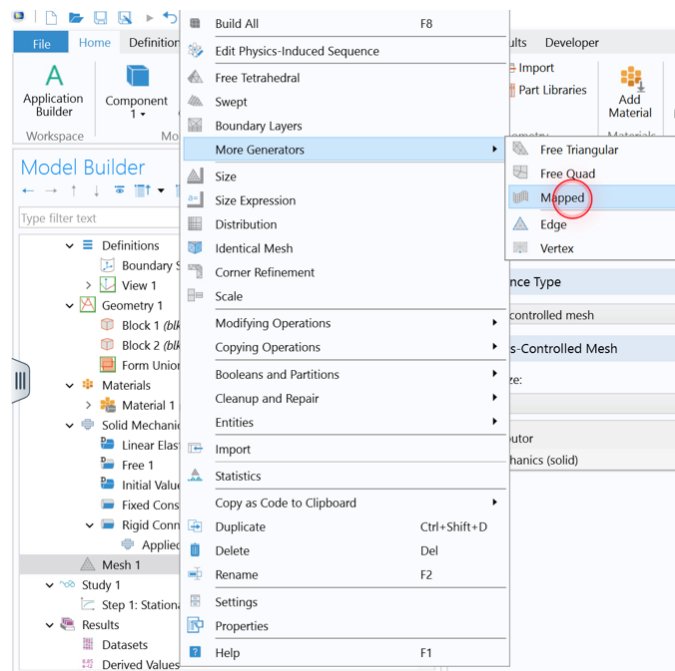 File
Home
Definition
ults
Developer
Application
Builder
Component
1
Import
Part Libraries
Add
Material
Workspace
Mo
Materials
Model Builder
Type filter text
Definitions
Boundary S
View 1
Geometry 1
Block 1 (blk
Block 2 (blk
Form Union
Materials
Material 1
Solid Mechanic
Linear Elas
Free 1
Initial Value
Fixed Cons
Rigid Conn
Applied
Mesh 1
Study 1
Step 1: Stationa
Results
Datasets
Derived Values
Build All F8
Edit Physics-Induced Sequence
Free Tetrahedral
Swept
Boundary Layers
More Generators
Size
Size Expression
Distribution
Identical Mesh
Corner Refinement
Scale
Modifying Operations
Copying Operations
Booleans and Partitions
Cleanup and Repair
Entities
Import
Statistics
Copy as Code to Clipboard
Duplicate Ctrl+Shift+D
Delete Del
Rename F2
Settings
Properties
Help F1
Free Triangular
Free Quad
Mapped
Edge
Vertex
nce Type
controlled mesh
s-Controlled Mesh
ze:
butor
hanics (solid)